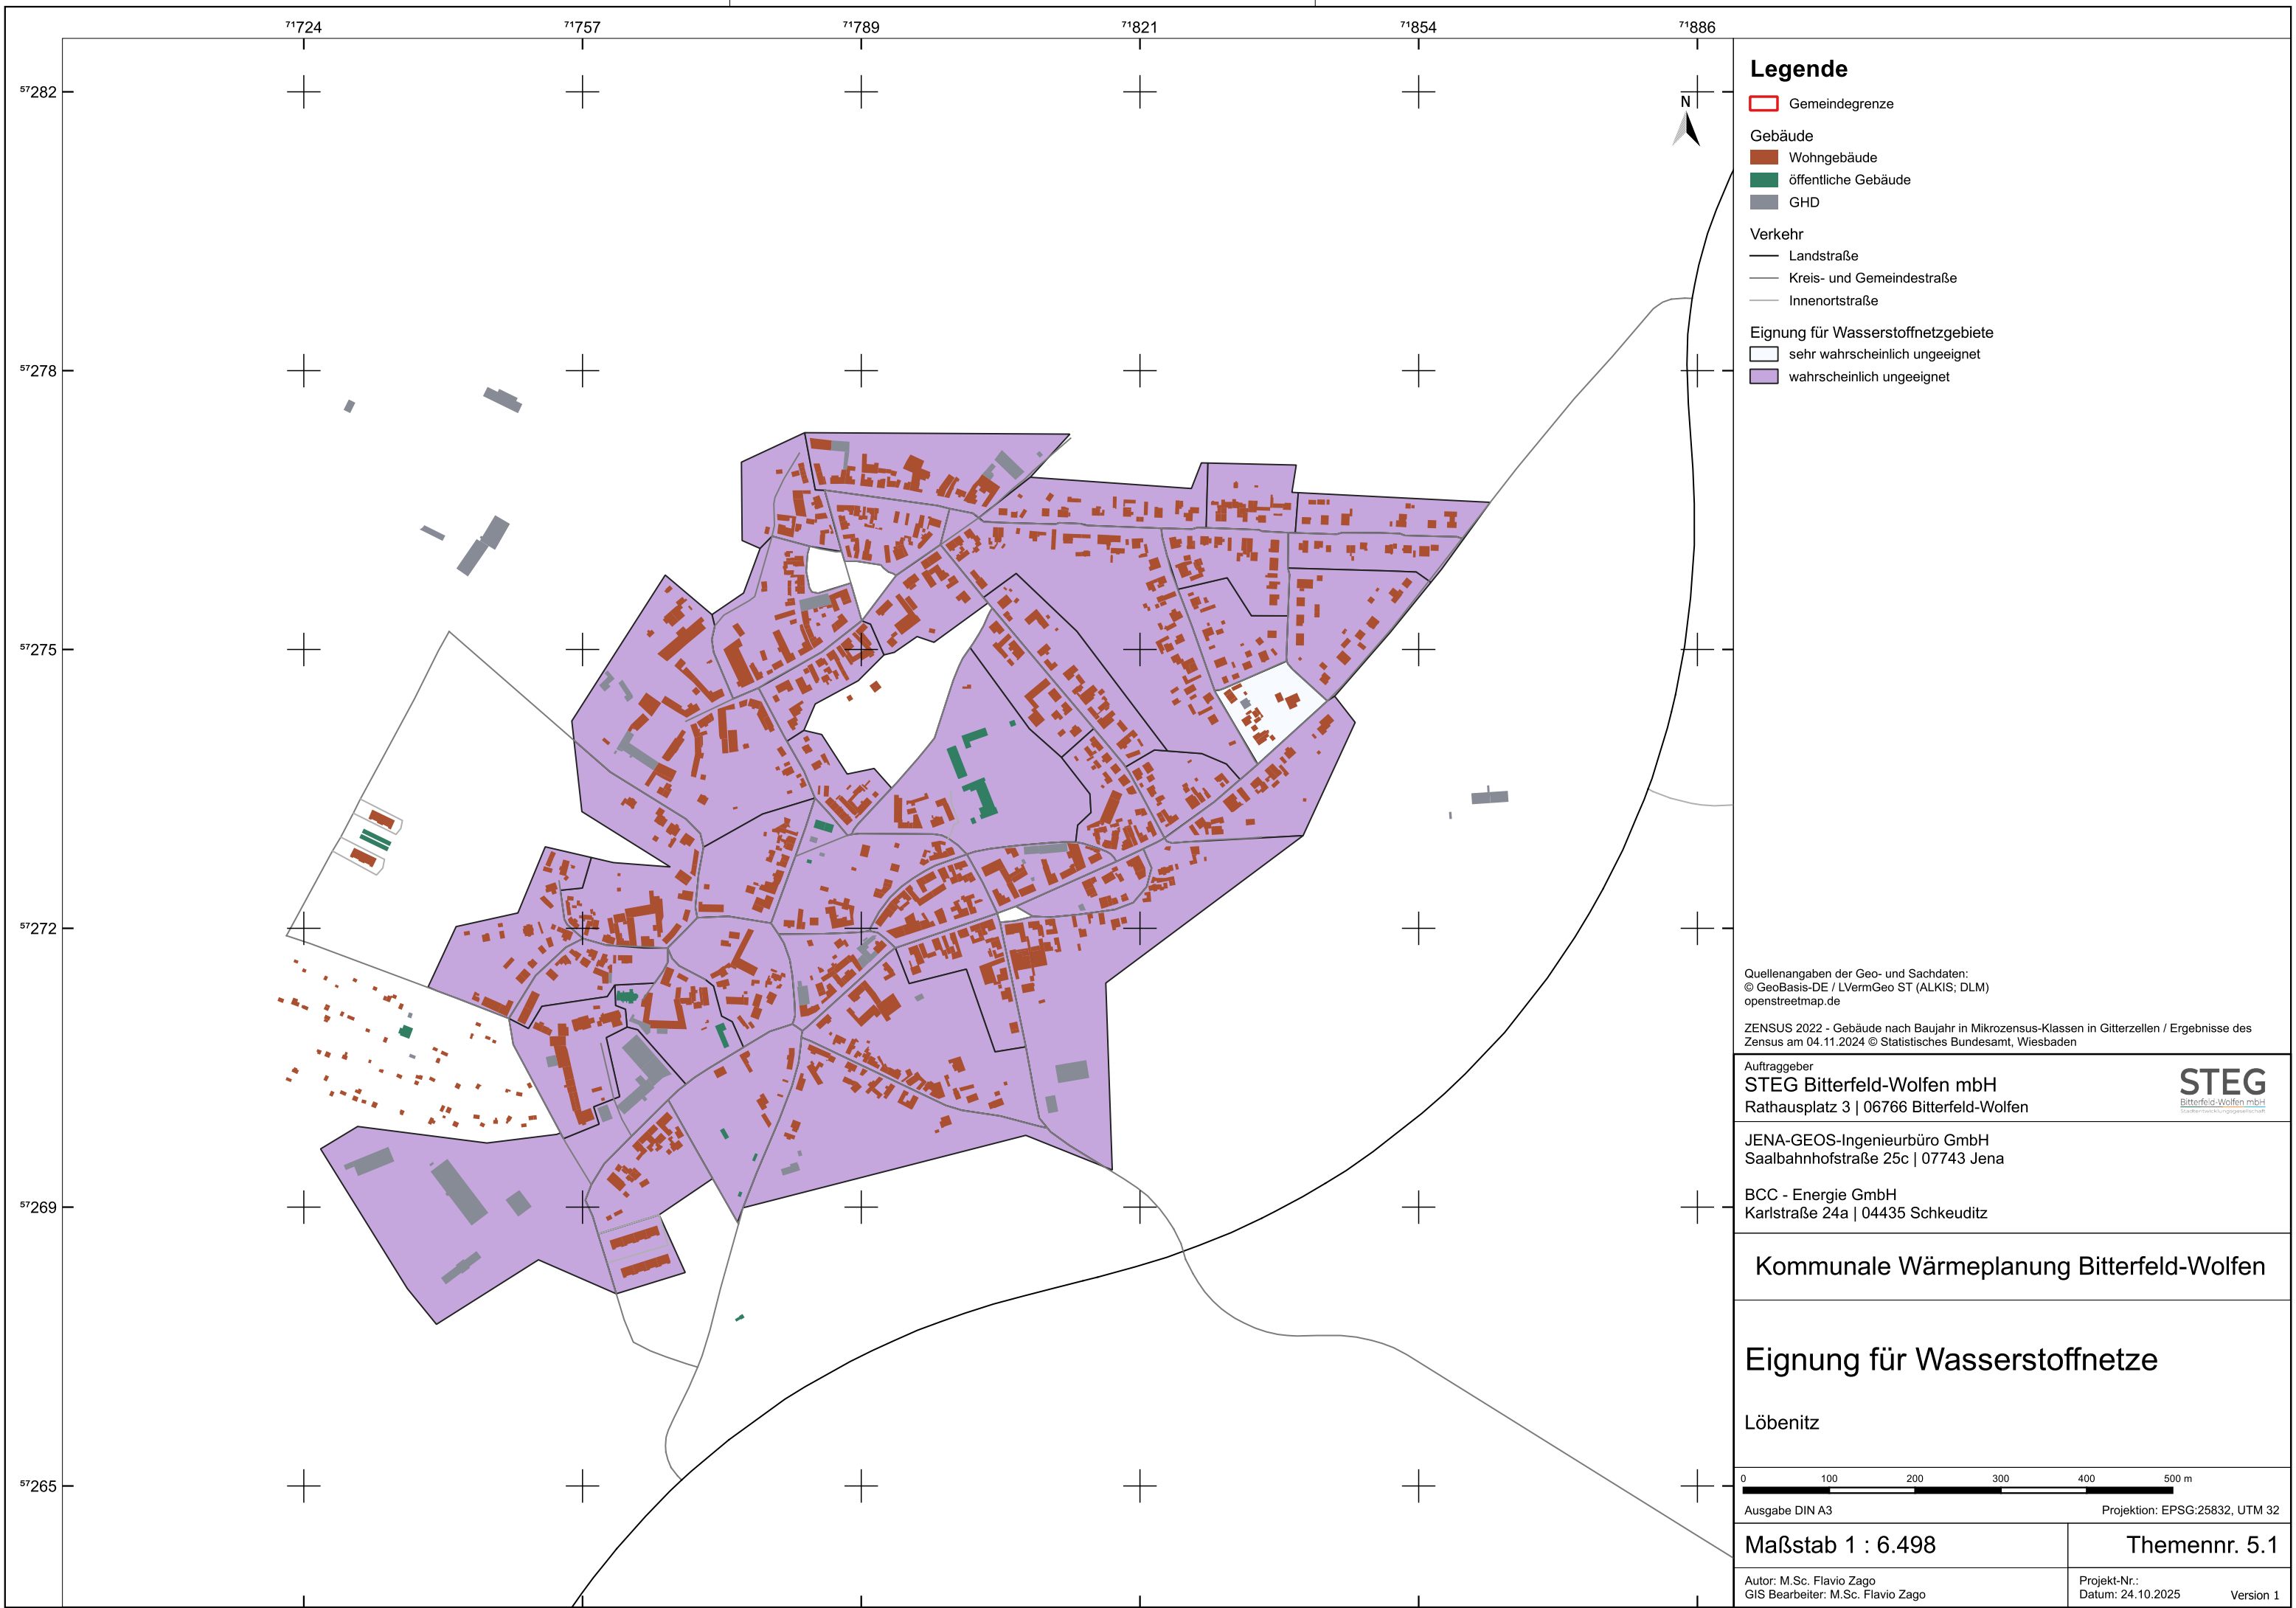 ⁷¹724 ⁷¹757 ⁷¹789 ⁷¹821 ⁷¹854 ⁷¹886
⁵⁷282
⁵⁷278
⁵⁷275
⁵⁷272
⁵⁷269
⁵⁷265
N
Legende
Gemeindegrenze
Gebäude
Wohngebäude
öffentliche Gebäude
GHD
Verkehr
Landstraße
Kreis- und Gemeindestraße
Innenortstraße
Eignung für Wasserstoffnetzgebiete
sehr wahrscheinlich ungeeignet
wahrscheinlich ungeeignet
Quellenangaben der Geo- und Sachdaten:
© GeoBasis-DE / LVermGeo ST (ALKIS; DLM)
openstreetmap.de
ZENSUS 2022 - Gebäude nach Baujahr in Mikrozensus-Klassen in Gitterzellen / Ergebnisse des
Zensus am 04.11.2024 © Statistisches Bundesamt, Wiesbaden
Auftraggeber
STEG Bitterfeld-Wolfen mbH
Rathausplatz 3 | 06766 Bitterfeld-Wolfen
STEG
Bitterfeld-Wolfen mbH
Stadtentwicklungsgesellschaft
JENA-GEOS-Ingenieurbüro GmbH
Saalbahnhofstraße 25c | 07743 Jena
BCC - Energie GmbH
Karlstraße 24a | 04435 Schkeuditz
Kommunale Wärmeplanung Bitterfeld-Wolfen
Eignung für Wasserstoffnetze
Löbenitz
0 100 200 300 400 500 m
Ausgabe DIN A3 Projektion: EPSG:25832, UTM 32
Maßstab 1 : 6.498 Themennr. 5.1
Autor: M.Sc. Flavio Zago
GIS Bearbeiter: M.Sc. Flavio Zago
Projekt-Nr.:
Datum: 24.10.2025 Version 1